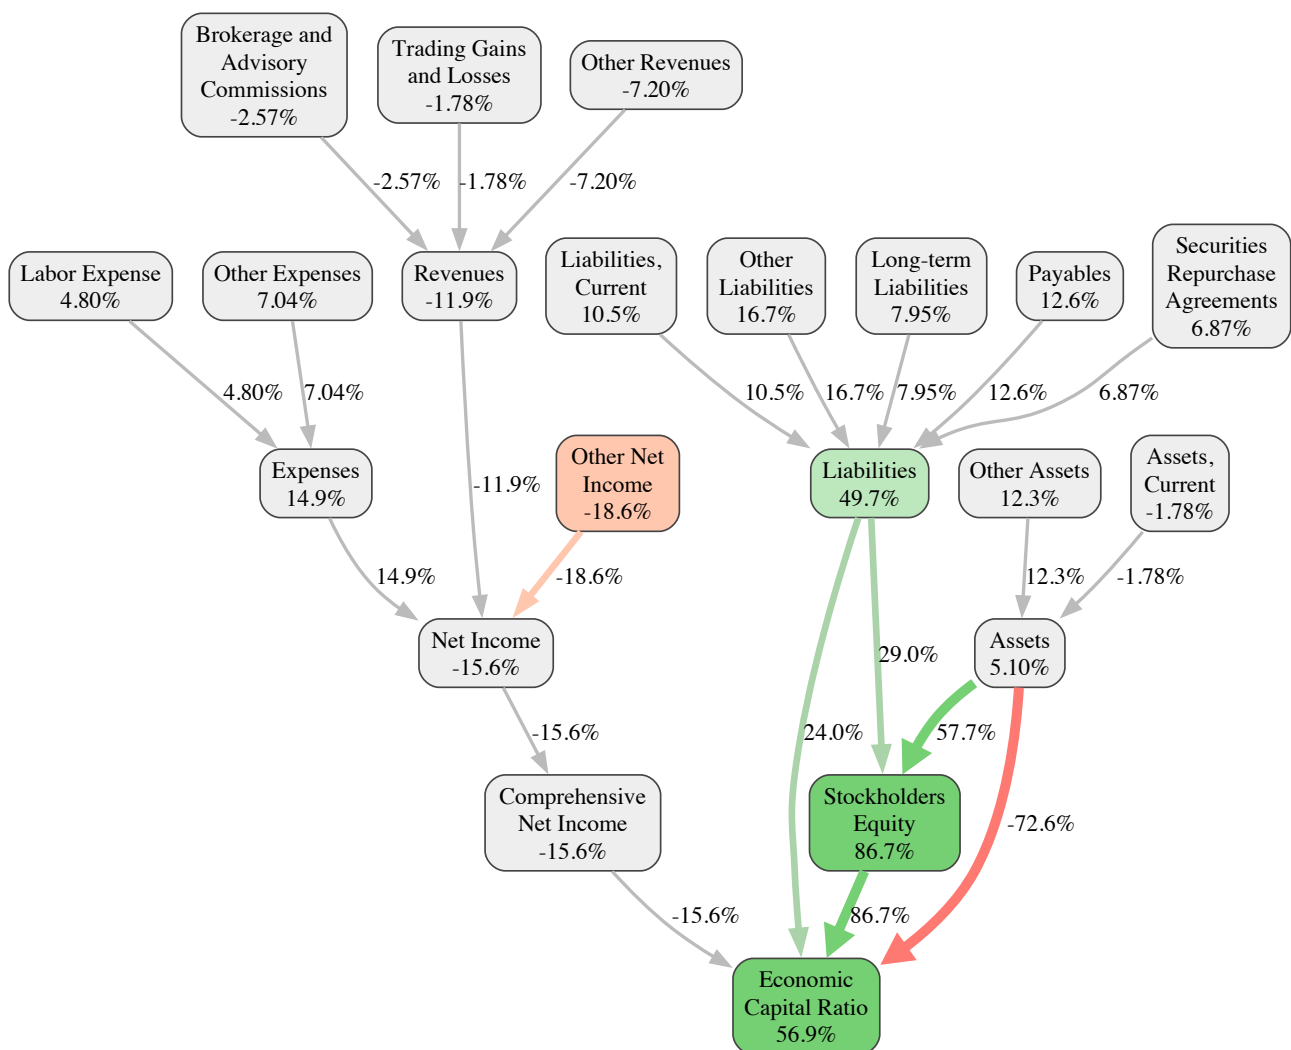 Brokerage and
Advisory
Commissions
-2.57%
Trading Gains
and Losses
-1.78%
Other Revenues
-7.20%
-2.57%
-1.78%
-7.20%
Labor Expense
4.80%
Other Expenses
7.04%
Revenues
-11.9%
Liabilities,
Current
10.5%
Other
Liabilities
16.7%
Long-term
Liabilities
7.95%
Payables
12.6%
Securities
Repurchase
Agreements
6.87%
4.80%
7.04%
10.5%
16.7%
7.95%
12.6%
6.87%
Expenses
14.9%
-11.9%
Other Net
Income
-18.6%
Liabilities
49.7%
Other Assets
12.3%
Assets,
Current
-1.78%
14.9%
-18.6%
12.3%
-1.78%
Net Income
-15.6%
29.0%
Assets
5.10%
-15.6%
24.0%
57.7%
Comprehensive
Net Income
-15.6%
Stockholders
Equity
86.7%
-72.6%
-15.6%
86.7%
Economic
Capital Ratio
56.9%